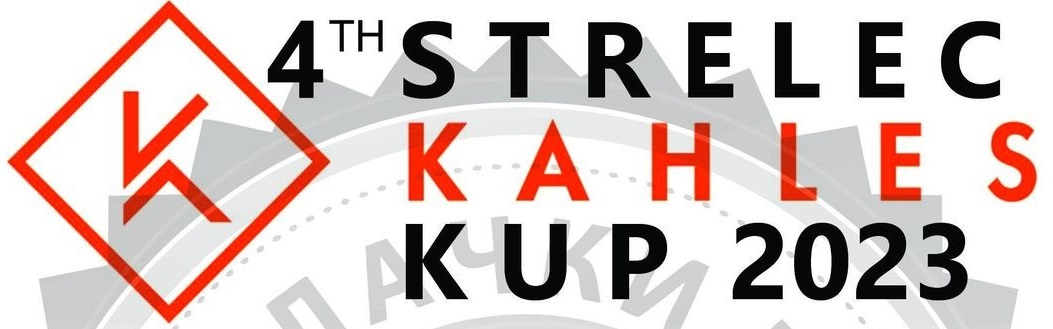 4TH STRELEC
KAHLES
KUP 2023